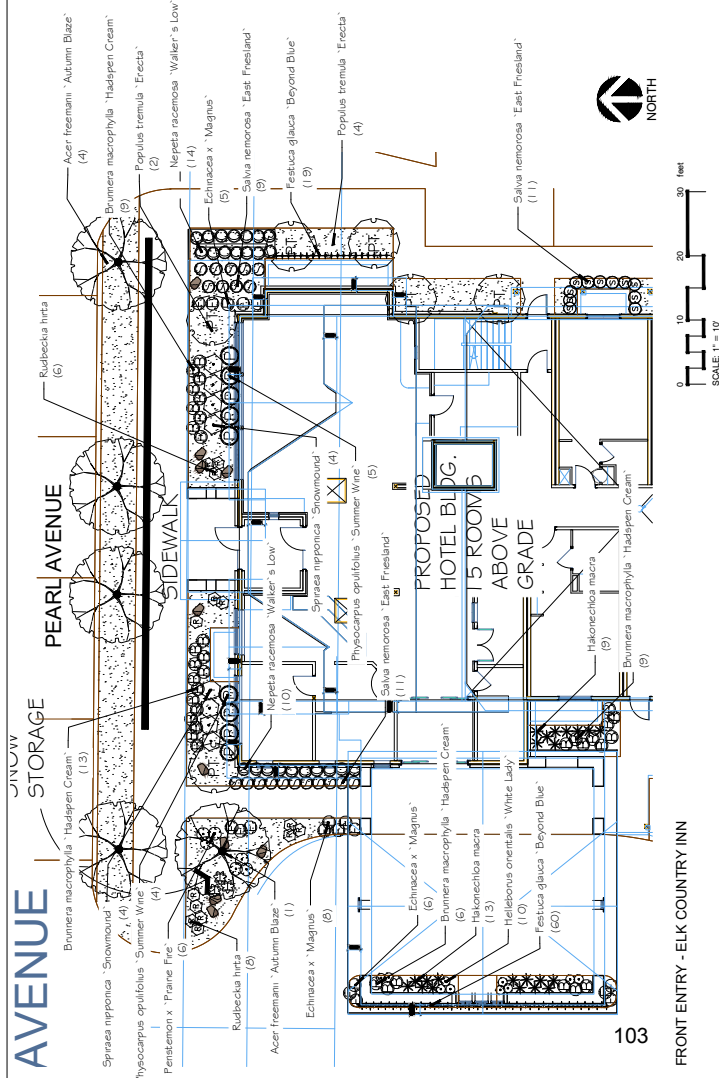 AVENUE
SNOW
STORAGE
PEARL AVENUE
SIDEWALK
Acer freemanii `Autumn Blaze`
(4)
Brunnera macrophylla `Hadspen Cream`
(9)
Populus tremula `Erecta`
(2)
Nepeta racemosa `Walker`s Low`
(14)
Echinacea x `Magnus`
(5)
Salvia nemorosa `East Friesland`
(9)
Festuca glauca `Beyond Blue`
(19)
Populus tremula `Erecta`
(4)
Salvia nemorosa `East Friesland`
(11)
Rudbeckia hirta
(6)
Brunnera macrophylla `Hadspen Cream`
(13)
Spiraea nipponica `Snowmound`
(4)
Physocarpus opulifolius `Summer Wine`
(4)
Penstemon x `Prairie Fire`
(6)
Rudbeckia hirta
(8)
Acer freemanii `Autumn Blaze`
(1)
Echinacea x `Magnus`
(8)
Nepeta racemosa `Walker`s Low`
(10)
Spiraea nipponica `Snowmound`
(4)
Physocarpus opulifolius `Summer Wine`
(5)
Salvia nemorosa `East Friesland`
(11)
PROPOSED
HOTEL BLDG.
15 ROOMS
ABOVE
GRADE
Hakonechloa macra
(9)
Brunnera macrophylla `Hadspen Cream`
(9)
Echinacea x `Magnus`
(6)
Brunnera macrophylla `Hadspen Cream`
(6)
Hakonechloa macra
(13)
Helleborus orientalis `White Lady`
(10)
Festuca glauca `Beyond Blue`
(60)
PT
PT
NORTH
0 10 20 30 feet
SCALE: 1" = 10'
103
FRONT ENTRY - ELK COUNTRY INN